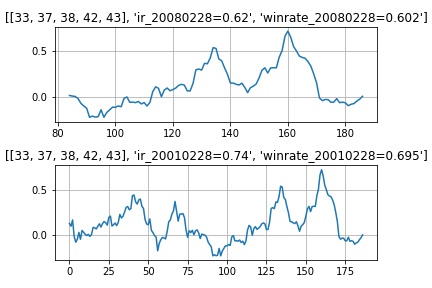 [[33, 37, 38, 42, 43], 'ir_20080228=0.62', 'winrate_20080228=0.602']
0.5
0.0
80 100 120 140 160 180
[[33, 37, 38, 42, 43], 'ir_20010228=0.74', 'winrate_20010228=0.695']
0.5
0.0
0 25 50 75 100 125 150 175